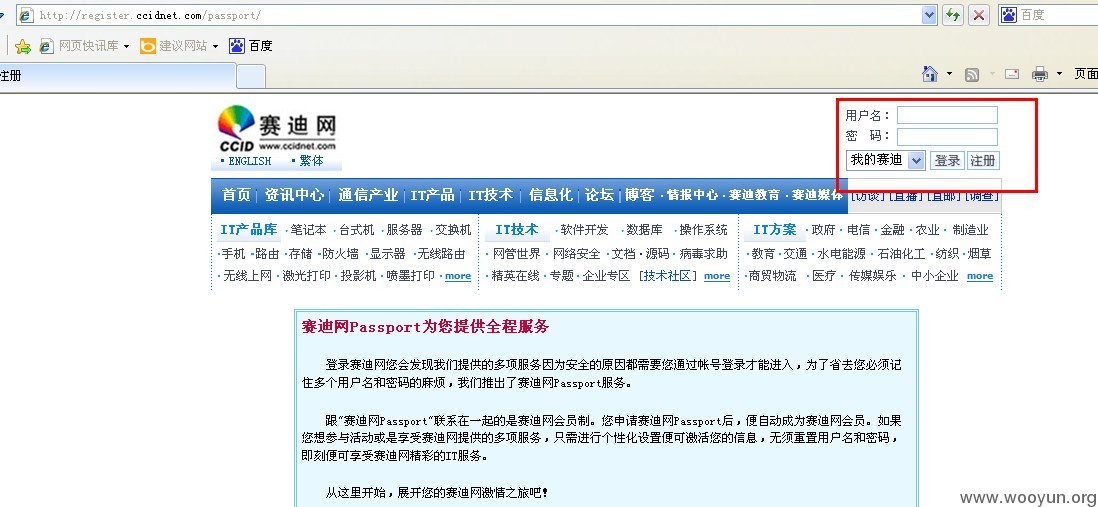 http://register.ccidnet.com/passport/
百度
网页快讯库 建议网站 百度
注册
页面
赛迪网
CCID www.ccidnet.com
·ENGLISH ·繁体
用户名：
密 码：
我的赛迪 登录 注册
首页| 资讯中心| 通信产业| IT产品| IT技术| 信息化| 论坛| 博客·情报中心·赛迪教育·赛迪媒体 [访谈] [直播] [直邮] [调查]
IT产品库 ·笔记本 ·台式机 ·服务器 ·交换机
·手机 ·路由 ·存储 ·防火墙 ·显示器 ·无线路由
·无线上网 ·激光打印 ·投影机 ·喷墨打印 more
IT技术 ·软件开发 ·数据库 ·操作系统
·网管世界 ·网络安全 ·文档 ·源码 ·病毒求助
·精英在线 ·专题 ·企业专区 [技术社区] more
IT方案 ·政府 ·电信 ·金融 ·农业 ·制造业
·教育 ·交通 ·水电能源 ·石油化工 ·纺织 ·烟草
·商贸物流 ·医疗 ·传媒娱乐 ·中小企业 more
赛迪网Passport为您提供全程服务
登录赛迪网您会发现我们提供的多项服务因为安全的原因都需要您通过帐号登录才能进入，为了省去您必须记
住多个用户名和密码的麻烦，我们推出了赛迪网Passport服务。
跟"赛迪网Passport"联系在一起的是赛迪网会员制。您申请赛迪网Passport后，便自动成为赛迪网会员。如果
您想参与活动或是享受赛迪网提供的多项服务，只需进行个性化设置便可激活您的信息，无须重置用户名和密码，
即刻便可享受赛迪网精彩的IT服务。
从这里开始，展开您的赛迪网激情之旅吧！
www.wooyun.org